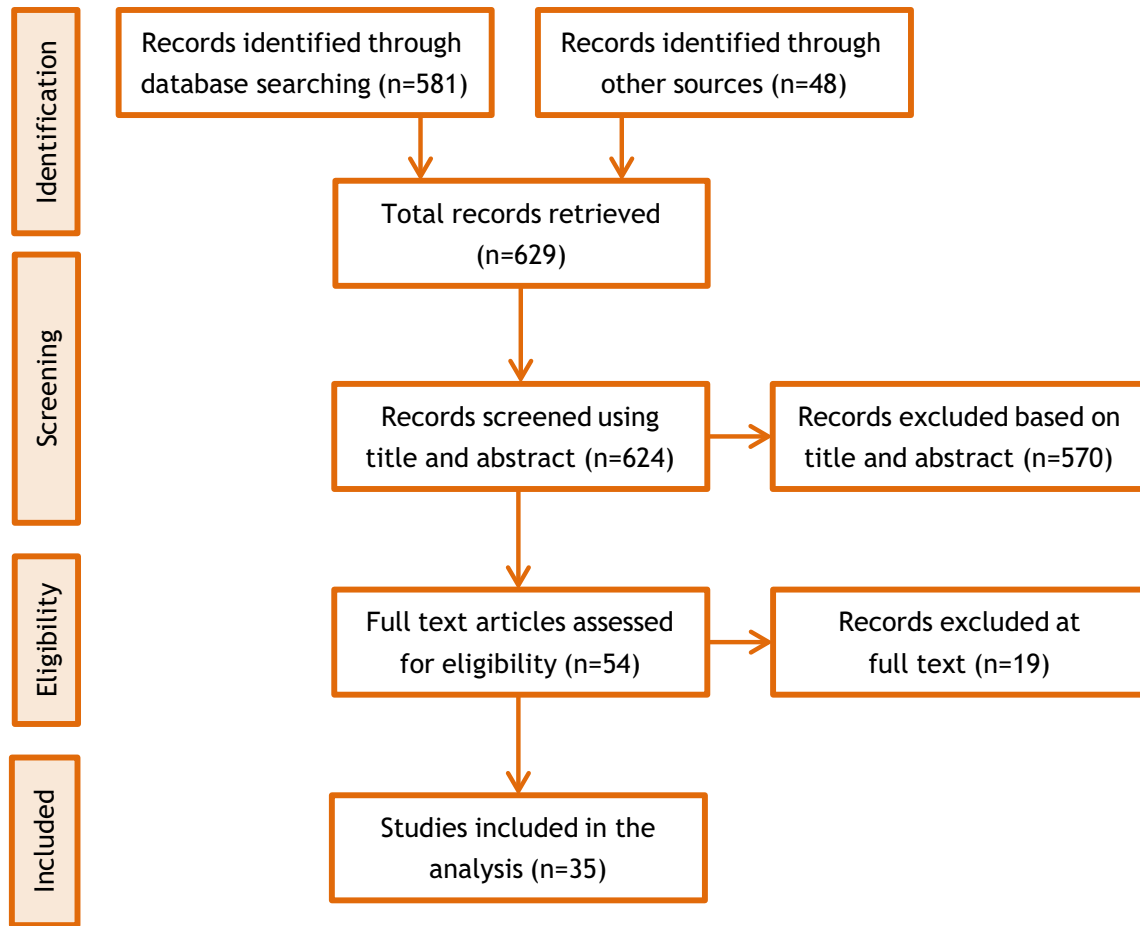 Identification
Records identified through
database searching (n=581)
Records identified through
other sources (n=48)
Total records retrieved
(n=629)
Screening
Records screened using
title and abstract (n=624)
Records excluded based on
title and abstract (n=570)
Eligibility
Full text articles assessed
for eligibility (n=54)
Records excluded at
full text (n=19)
Included
Studies included in the
analysis (n=35)